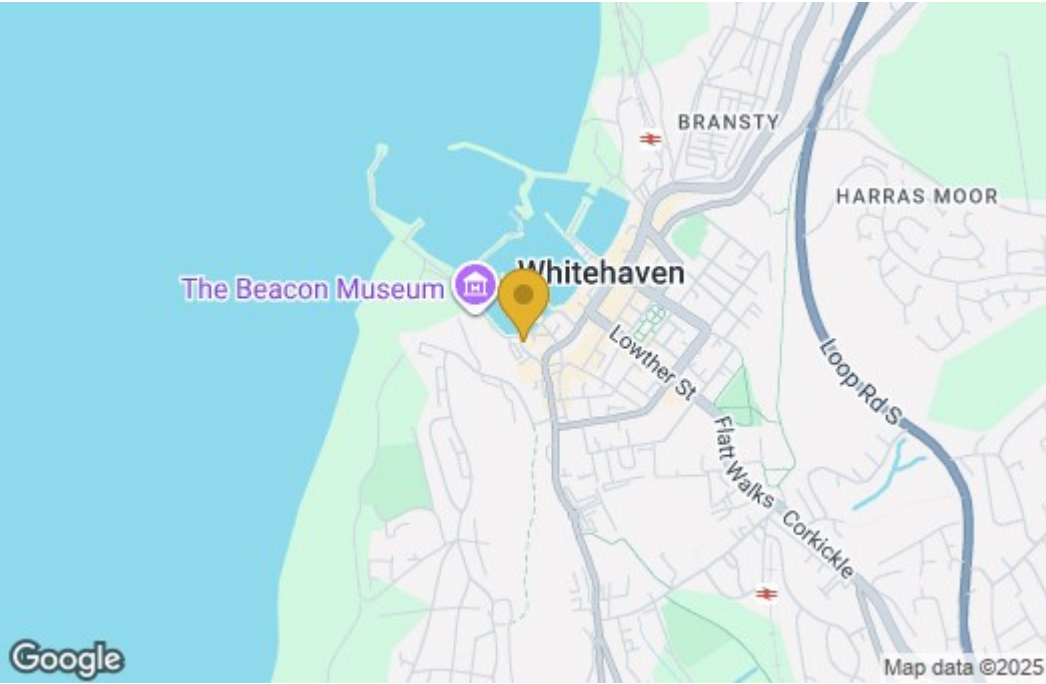 BRANSTY
HARRAS MOOR
Whitehaven
The Beacon Museum
Lowther St
Loop Rd S
Flatt Walks
Corkickle
Google
Map data ©2025